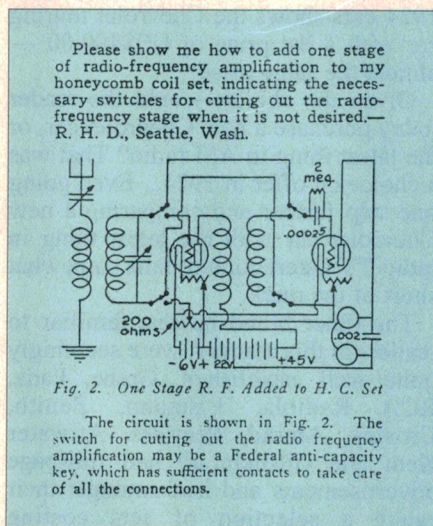 Please show me how to add one stage
of radio-frequency amplification to my
honeycomb coil set, indicating the neces-
sary switches for cutting out the radio-
frequency stage when it is not desired.—
R. H. D., Seattle, Wash.
2
meg.
.00025
200
ohms
.002
-6V+ 22V +45V
Fig. 2. One Stage R. F. Added to H. C. Set
The circuit is shown in Fig. 2. The
switch for cutting out the radio frequency
amplification may be a Federal anti-capacity
key, which has sufficient contacts to take care
of all the connections.